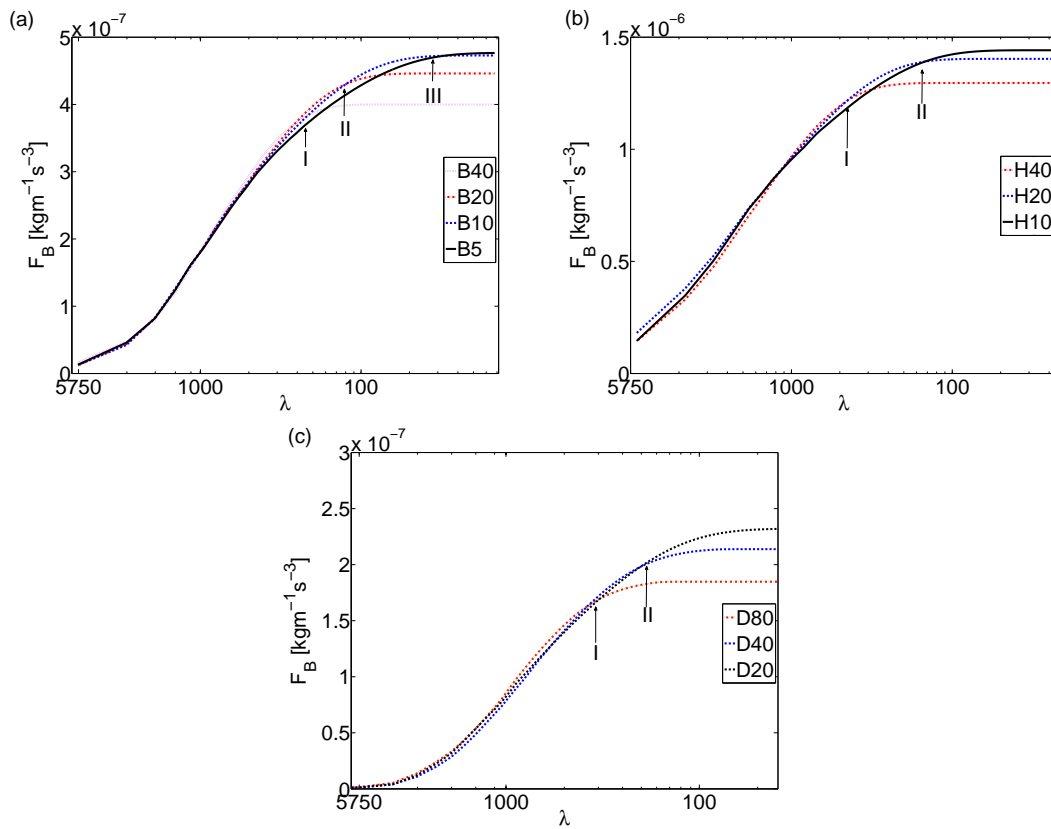 (a)
x 10⁻⁷
5
4
3
2
1
0
F_B [kgm⁻¹s⁻³]
I
II
III
B40
B20
B10
B5
5750
1000
100
λ
(b)
x 10⁻⁶
1.5
1
0.5
0
F_B [kgm⁻¹s⁻³]
I
II
H40
H20
H10
5750
1000
100
λ
(c)
x 10⁻⁷
3
2.5
2
1.5
1
0.5
0
F_B [kgm⁻¹s⁻³]
I
II
D80
D40
D20
5750
1000
100
λ